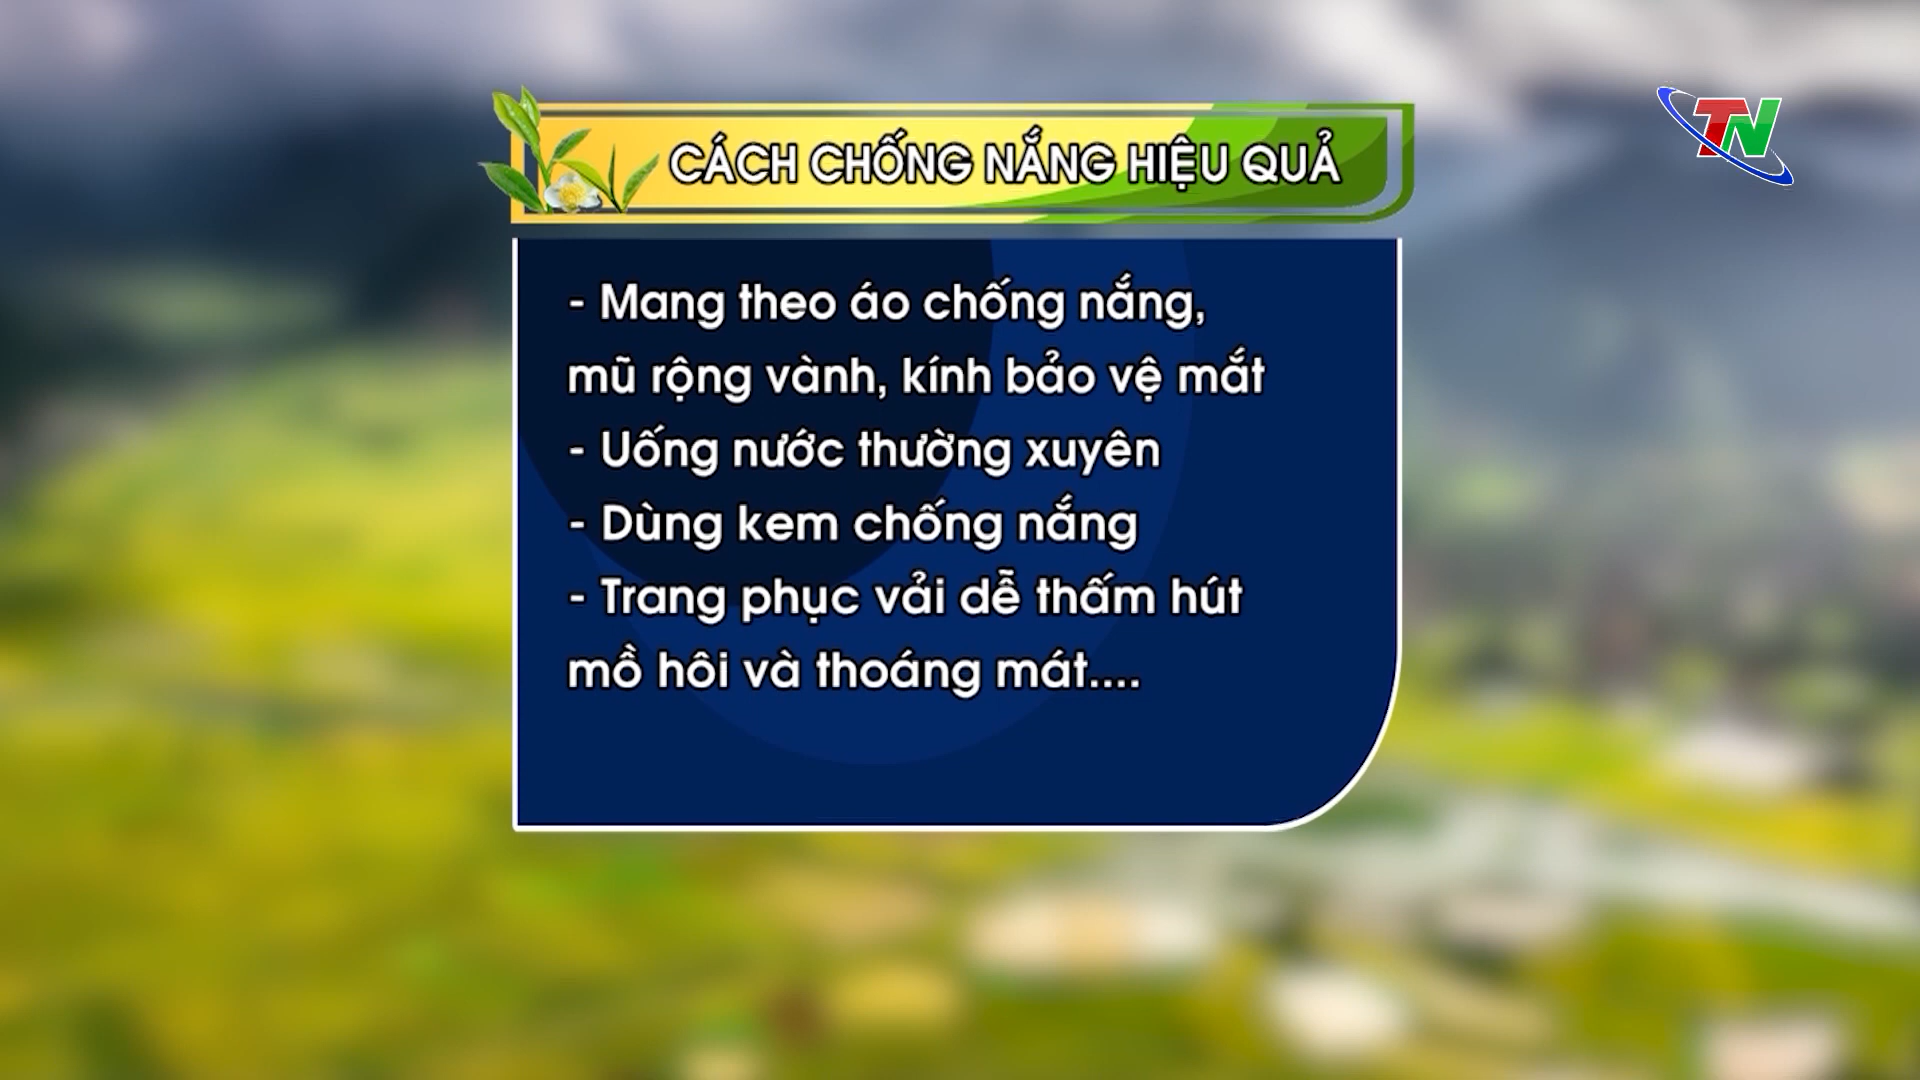 TN
CÁCH CHỐNG NẮNG HIỆU QUẢ
- Mang theo áo chống nắng,
mũ rộng vành, kính bảo vệ mắt
- Uống nước thường xuyên
- Dùng kem chống nắng
- Trang phục vải dễ thấm hút
mồ hôi và thoáng mát....